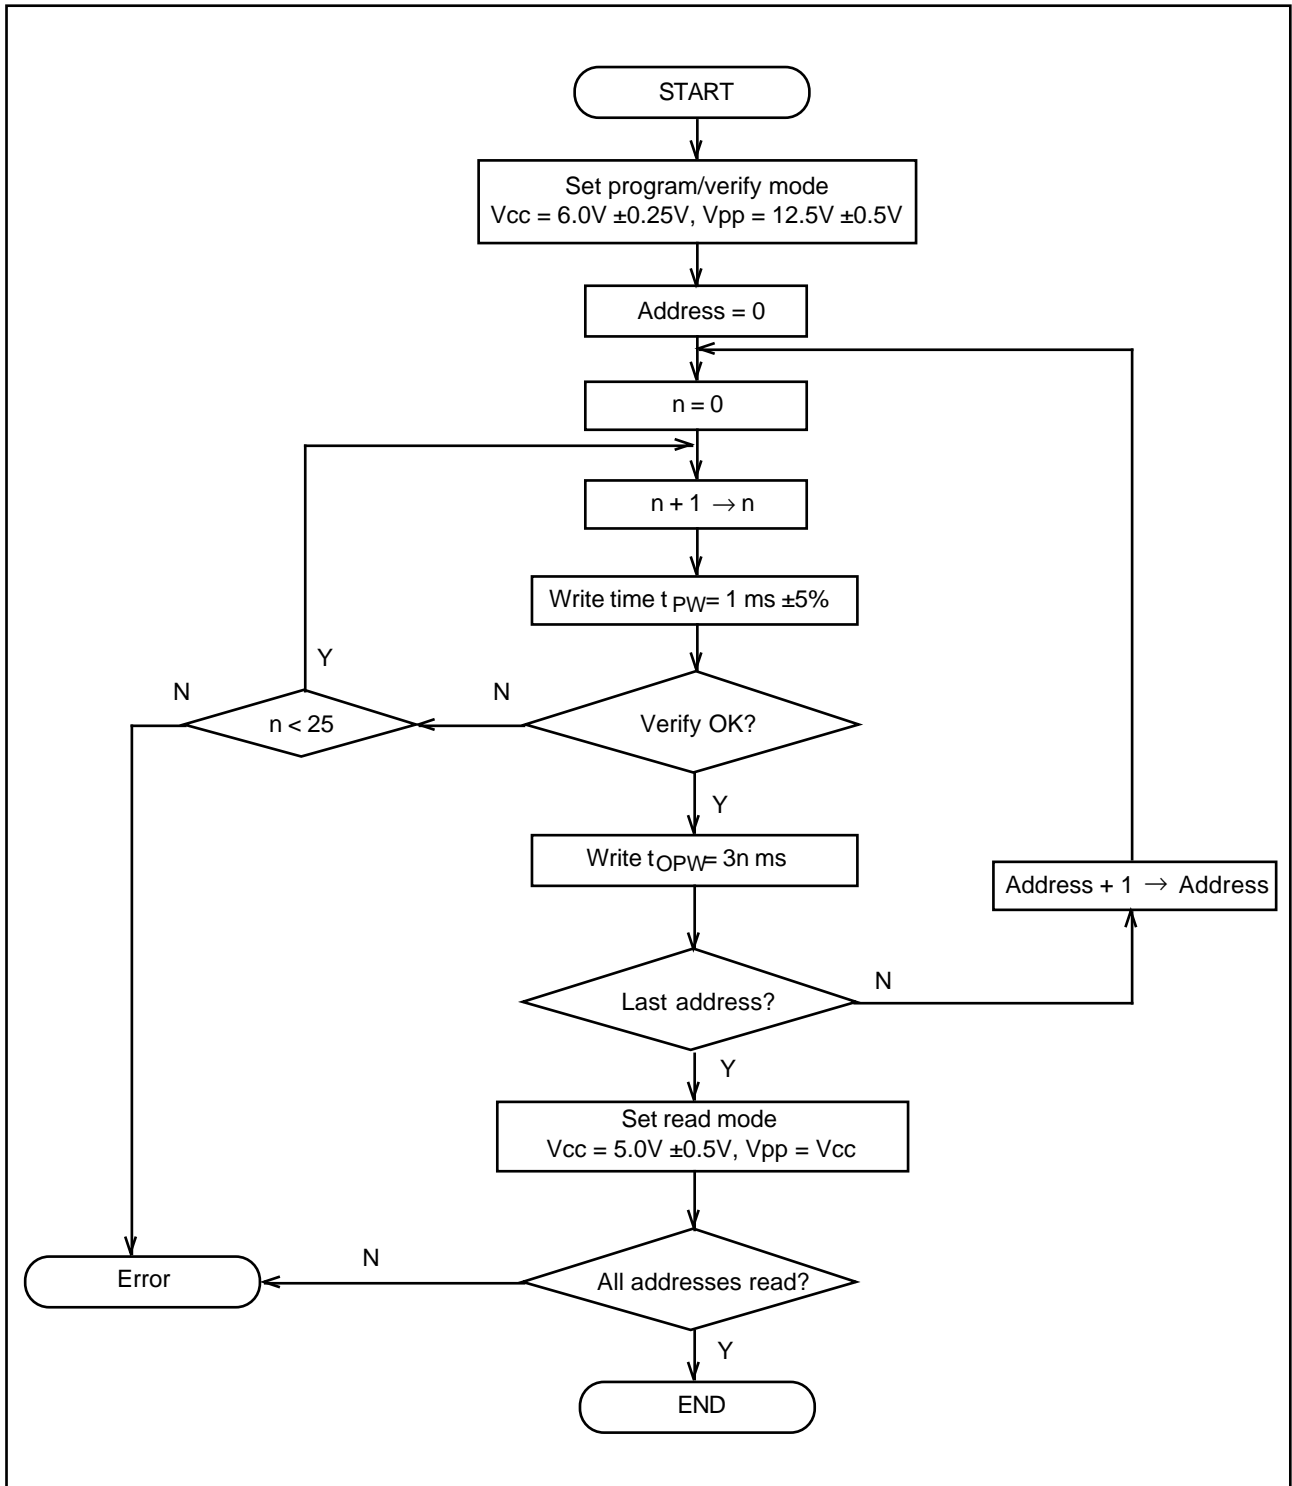 START
Set program/verify mode
Vcc = 6.0V ±0.25V, Vpp = 12.5V ±0.5V
Address = 0
n = 0
n + 1 → n
Write time tPW= 1 ms ±5%
Y
N
n < 25
N
Verify OK?
Y
Write tOPW= 3n ms
Address + 1 → Address
Last address?
N
Y
Set read mode
Vcc = 5.0V ±0.5V, Vpp = Vcc
N
Error
All addresses read?
Y
END